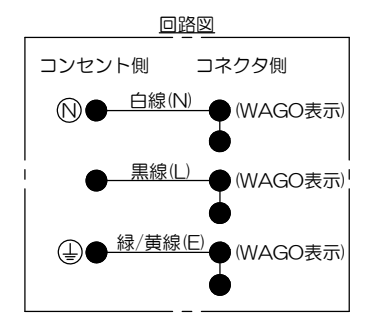 回路図
コンセント側 コネクタ側
N 白線(N) (WAGO表示)
黒線(L) (WAGO表示)
緑/黄線(E) (WAGO表示)